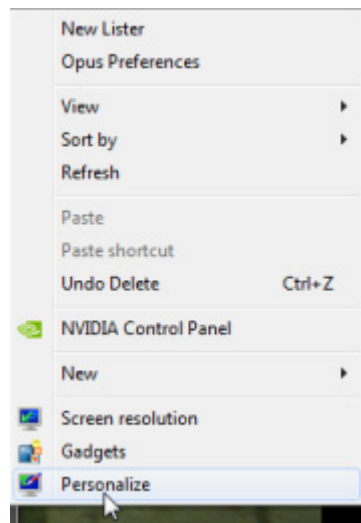 New Lister
Opus Preferences
View
Sort by
Refresh
Paste
Paste shortcut
Undo Delete Ctrl+Z
NVIDIA Control Panel
New
Screen resolution
Gadgets
Personalize